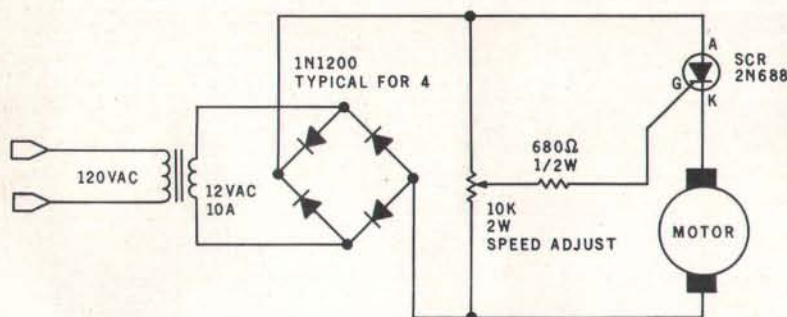 1N1200
TYPICAL FOR 4
A
SCR
2N688
G
K
120VAC
12VAC
10A
680Ω
1/2W
10K
2W
SPEED ADJUST
MOTOR